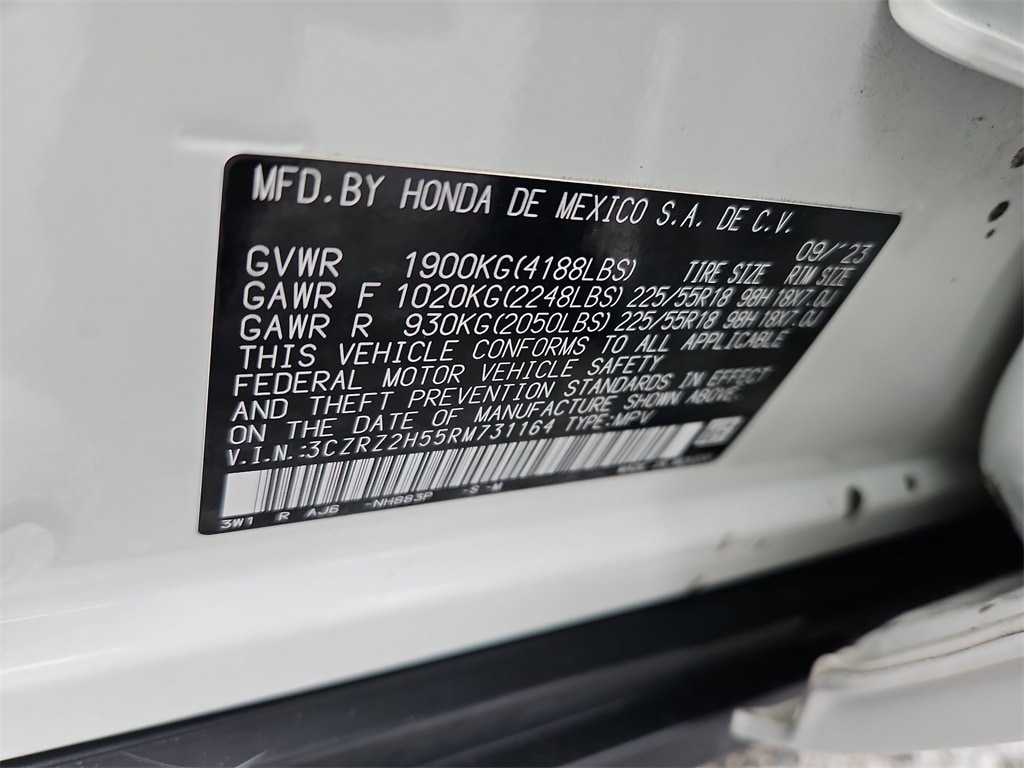 MFD.BY HONDA DE MEXICO S.A. DE C.V.
09/'23
GVWR 1900KG(4188LBS) TIRE SIZE RIM SIZE
GAWR F 1020KG(2248LBS) 225/55R18 98H 18X7.0J
GAWR R 930KG(2050LBS) 225/55R18 98H 18X7.0J
THIS VEHICLE CONFORMS TO ALL APPLICABLE
FEDERAL MOTOR VEHICLE SAFETY
AND THEFT PREVENTION STANDARDS IN EFFECT
ON THE DATE OF MANUFACTURE SHOWN ABOVE.
V.I.N.:3CZRZ2H55RM731164 TYPE:MPV
3W1 R AJ6 -NH883P -S-M